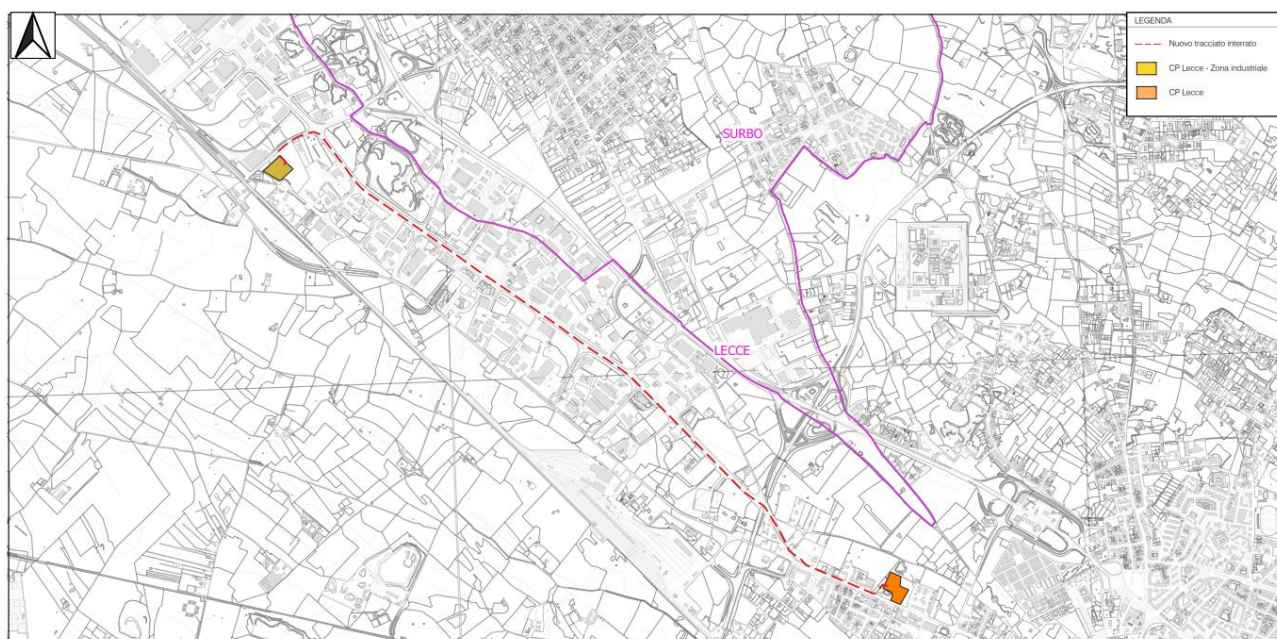 LEGENDA
Nuovo tracciato interrato
CP Lecce - Zona industriale
CP Lecce
SURBO
LECCE